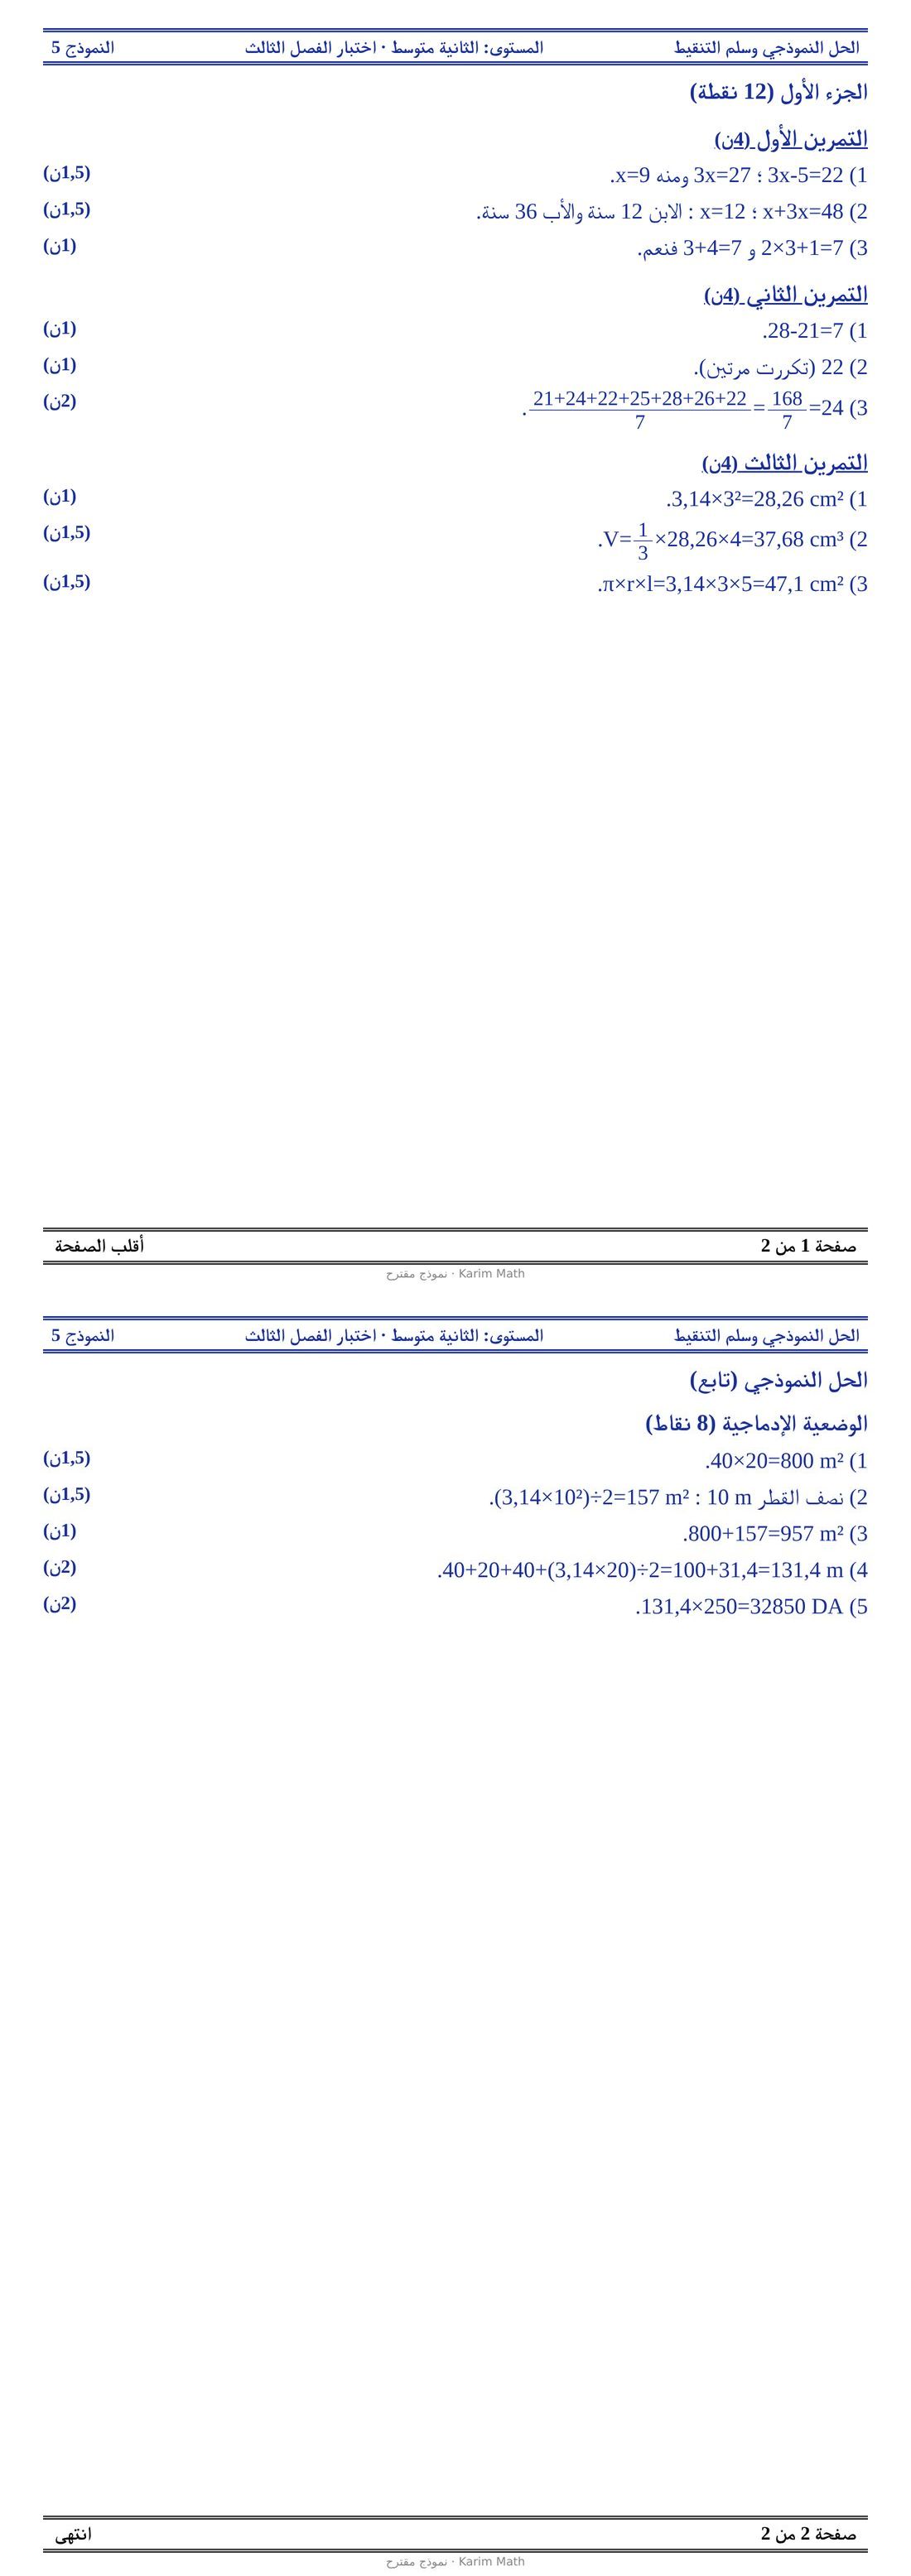 الحل النموذجي وسلم التنقيط المستوى: الثانية متوسط · اختبار الفصل الثالث النموذج 5
الجزء الأول (12 نقطة)
التمرين الأول (4ن)
1) 3x-5=22 ؛ 3x=27 ومنه x=9. (1,5ن)
2) x+3x=48 ؛ x=12 : الابن 12 سنة والأب 36 سنة. (1,5ن)
3) 2×3+1=7 و 3+4=7 فنعم. (1ن)
التمرين الثاني (4ن)
1) 28-21=7. (1ن)
2) 22 (تكررت مرتين). (1ن)
3) (21+24+22+25+28+26+22)/7=168/7=24. (2ن)
التمرين الثالث (4ن)
1) 3,14×3²=28,26 cm². (1ن)
2) V=1/3×28,26×4=37,68 cm³. (1,5ن)
3) π×r×l=3,14×3×5=47,1 cm². (1,5ن)
صفحة 1 من 2 أقلب الصفحة
Karim Math · نموذج مقترح
الحل النموذجي وسلم التنقيط المستوى: الثانية متوسط · اختبار الفصل الثالث النموذج 5
الحل النموذجي (تابع)
الوضعية الإدماجية (8 نقاط)
1) 40×20=800 m². (1,5ن)
2) نصف القطر 10 m : (3,14×10²)÷2=157 m². (1,5ن)
3) 800+157=957 m². (1ن)
4) 40+20+40+(3,14×20)÷2=100+31,4=131,4 m. (2ن)
5) 131,4×250=32850 DA. (2ن)
صفحة 2 من 2 انتهى
Karim Math · نموذج مقترح